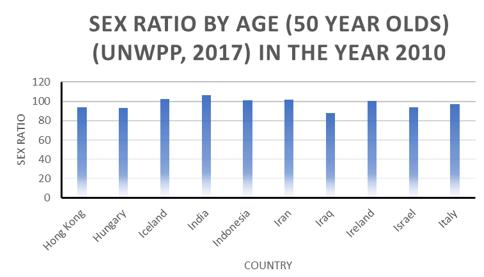 SEX RATIO BY AGE (50 YEAR OLDS)
(UNWPP, 2017) IN THE YEAR 2010
120
100
80
60
40
20
0
SEX RATIO
Hong Kong
Hungary
Iceland
India
Indonesia
Iran
Iraq
Ireland
Israel
Italy
COUNTRY